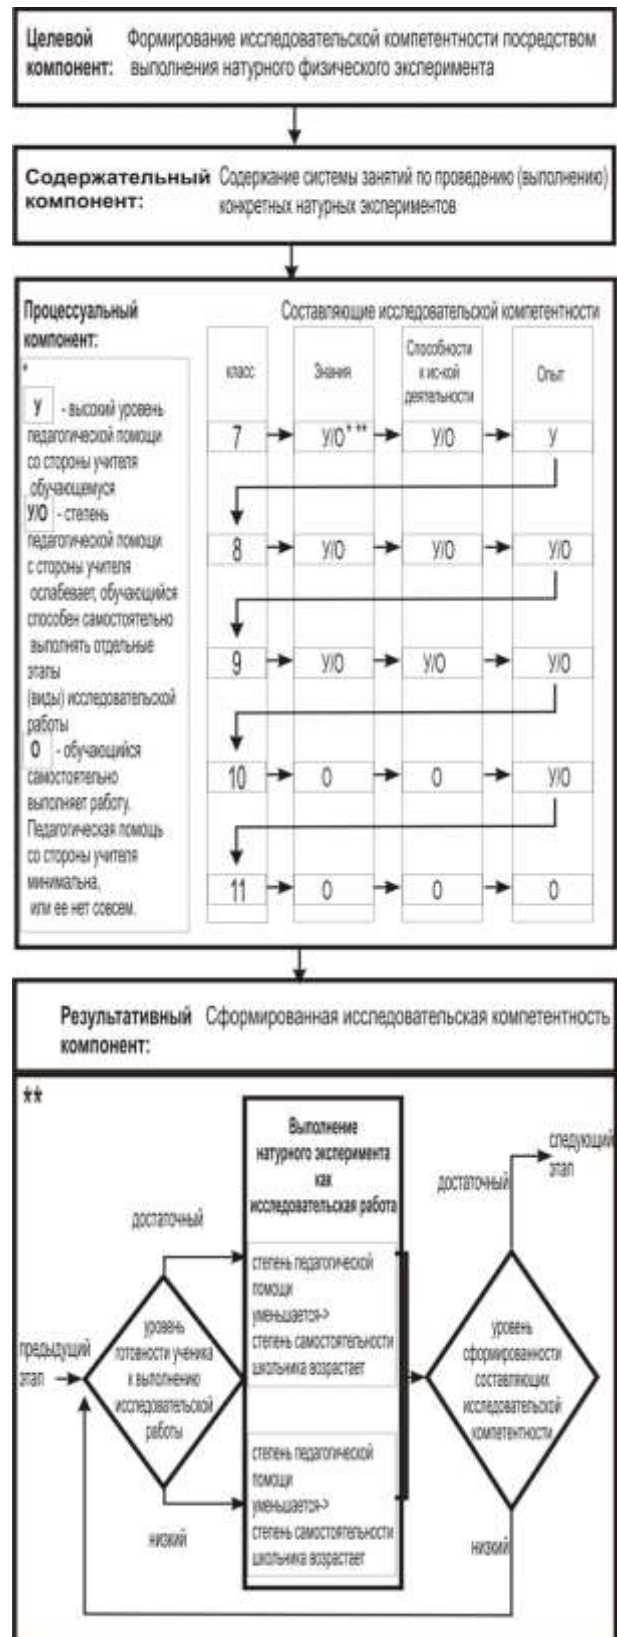 Целевой Формирование исследовательской компетентности посредством
компонент: выполнения натурного физического эксперимента
Содержательный Содержание системы занятий по проведению (выполнению)
компонент: конкретных натурных экспериментов
Процессуальный
компонент:
*
У - высокий уровень
педагогической помощи
со стороны учителя
обучающемуся
У/О - степень
педагогической помощи
с стороны учителя
ослабевает, обучающийся
способен самостоятельно
выполнять отдельные
этапы
(виды) исследовательской
работы
О - обучающийся
самостоятельно
выполняет работу.
Педагогическая помощь
со стороны учителя
минимальна,
или ее нет совсем.
Составляющие исследовательской компетентности
класс Знания Способности
к ис-кой
деятельности Опыт
7 У/О* ** У/О У
8 У/О У/О У/О
9 У/О У/О У/О
10 О О У/О
11 О О О
Результативный Сформированная исследовательская компетентность
компонент:
**
предыдущий
этап
уровень
готовности ученика
к выполнению
исследовательской
работы
достаточный
низкий
Выполнение
натурного эксперимента
как
исследовательская работа
степень педагогической
помощи
уменьшается->
степень самостоятельности
школьника возрастает
степень педагогической
помощи
уменьшается->
степень самостоятельности
школьника возрастает
уровень
сформированности
составляющих
исследовательской
компетентности
достаточный
следующий
этап
низкий